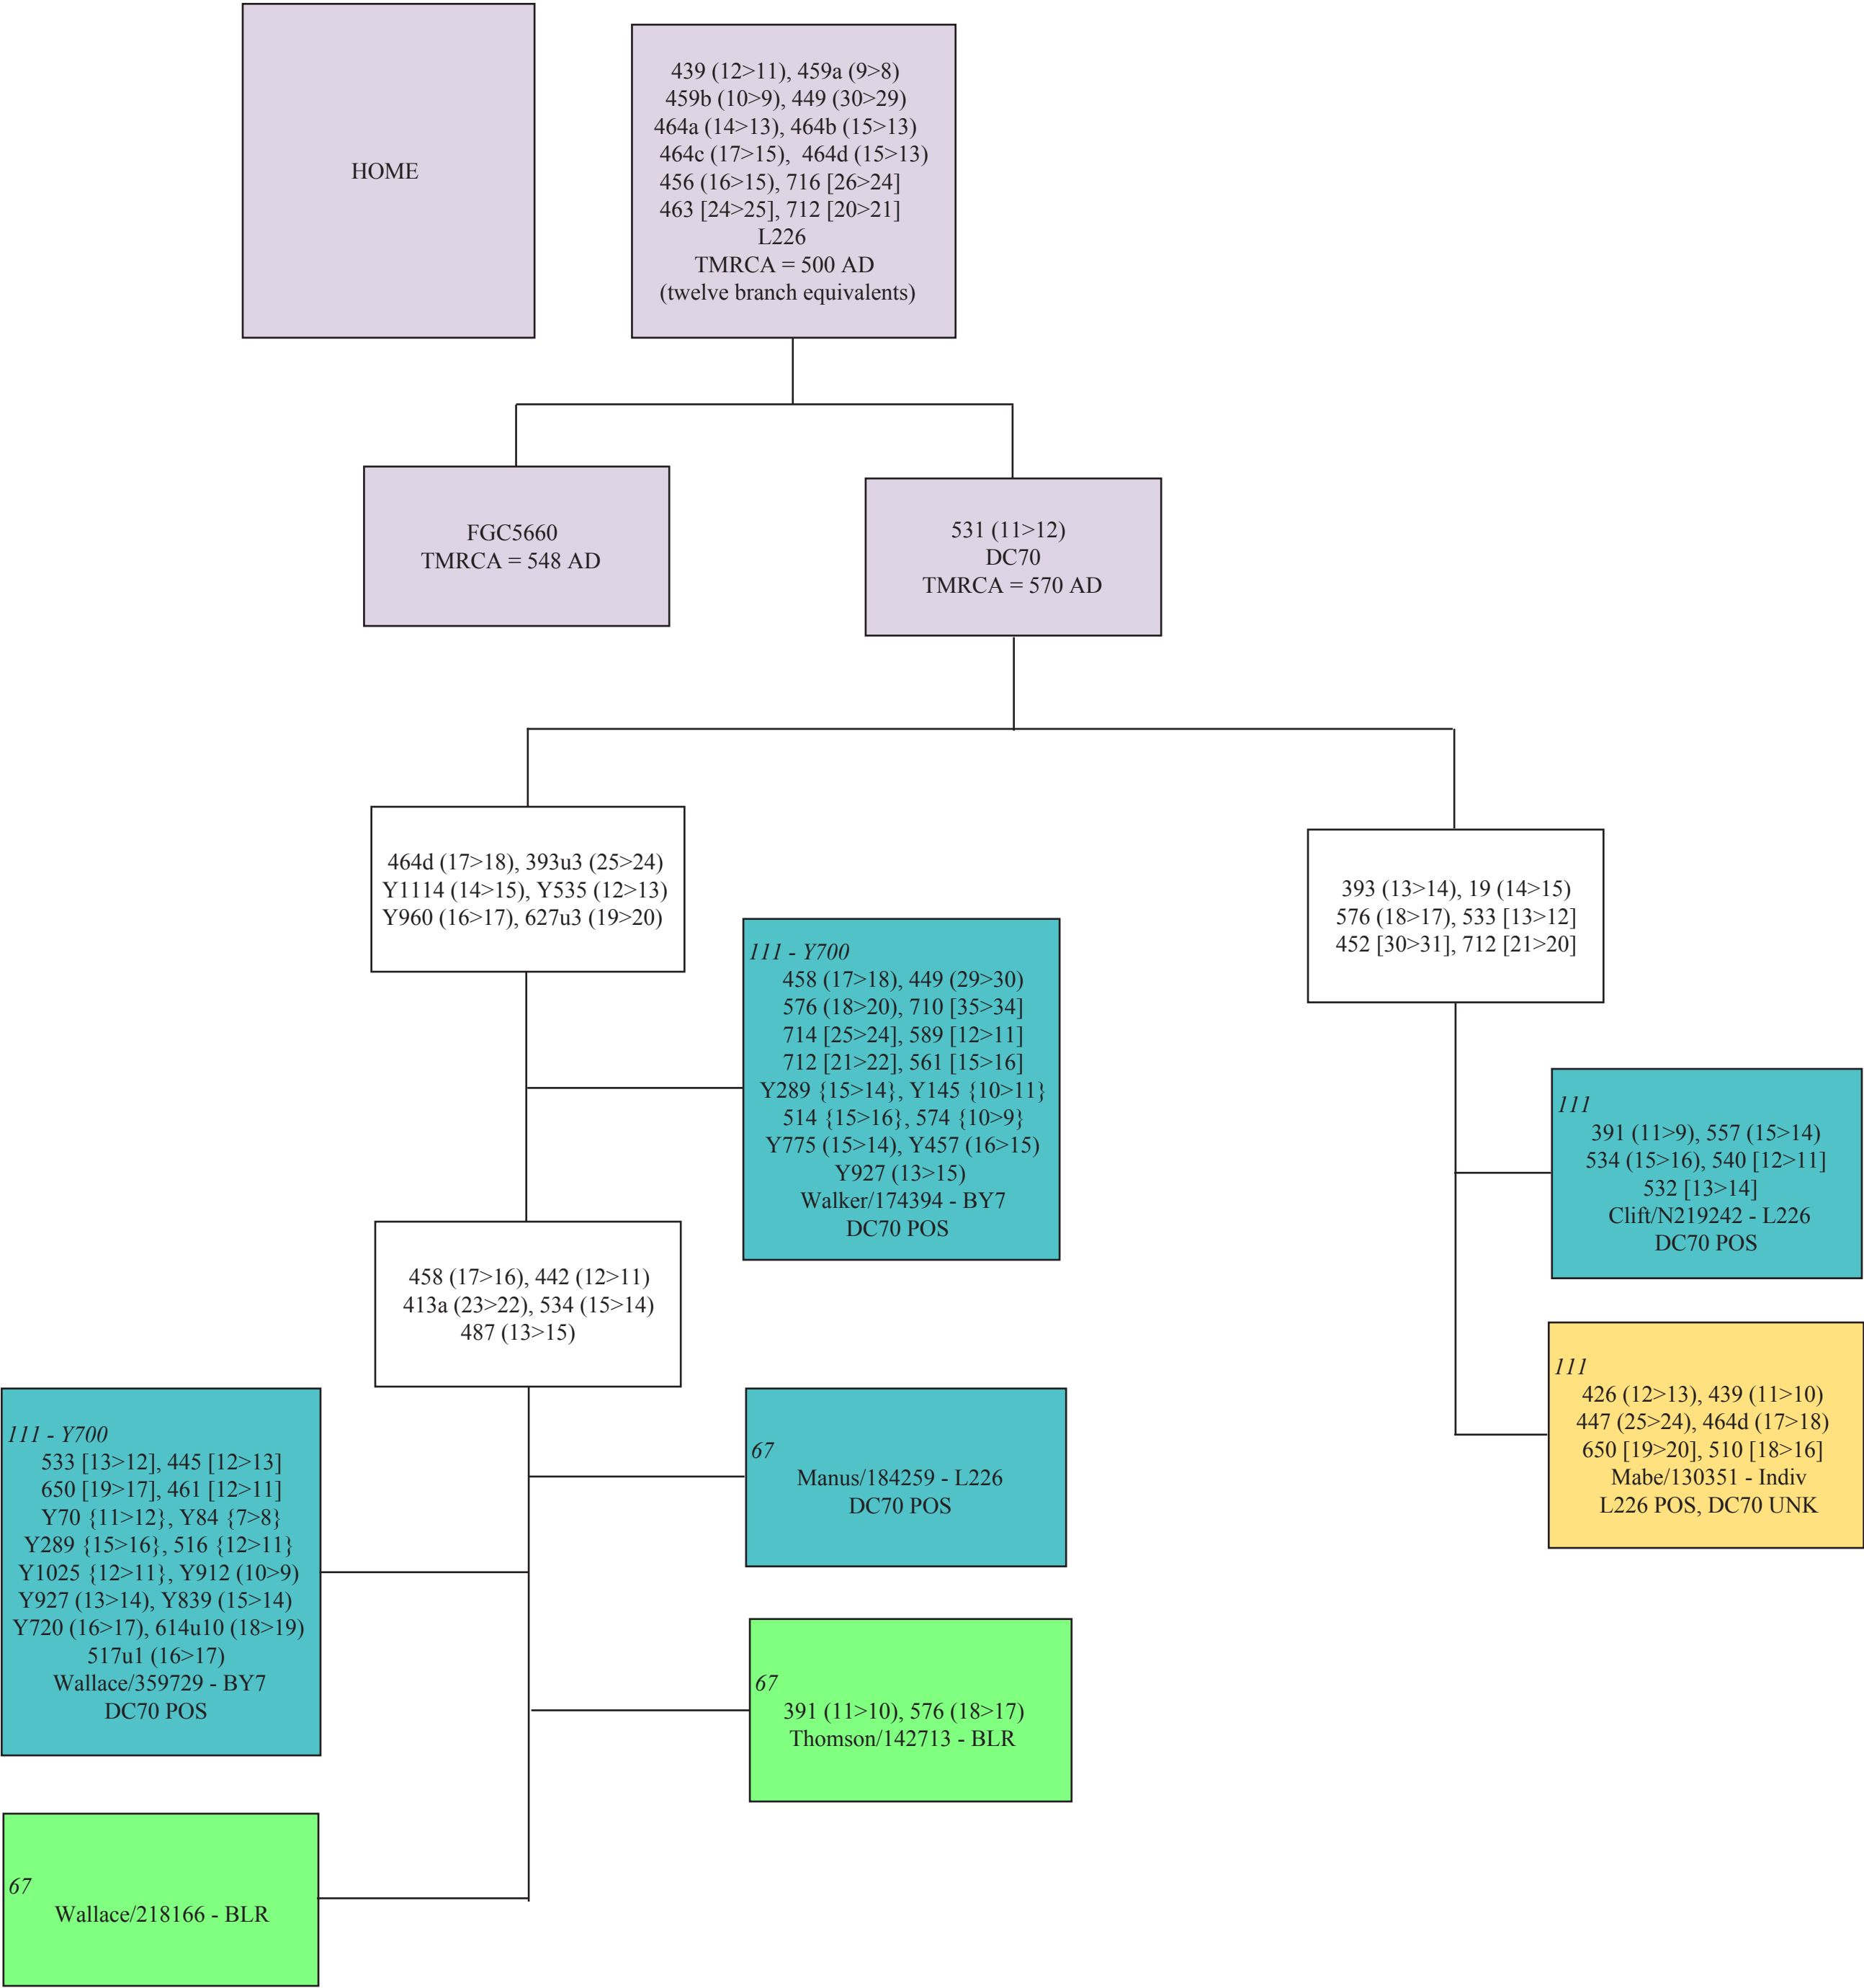 HOME
439 (12>11), 459a (9>8)
459b (10>9), 449 (30>29)
464a (14>13), 464b (15>13)
464c (17>15), 464d (15>13)
456 (16>15), 716 [26>24]
463 [24>25], 712 [20>21]
L226
TMRCA = 500 AD
(twelve branch equivalents)
FGC5660
TMRCA = 548 AD
531 (11>12)
DC70
TMRCA = 570 AD
464d (17>18), 393u3 (25>24)
Y1114 (14>15), Y535 (12>13)
Y960 (16>17), 627u3 (19>20)
393 (13>14), 19 (14>15)
576 (18>17), 533 [13>12]
452 [30>31], 712 [21>20]
111 - Y700
458 (17>18), 449 (29>30)
576 (18>20), 710 [35>34]
714 [25>24], 589 [12>11]
712 [21>22], 561 [15>16]
Y289 {15>14}, Y145 {10>11}
514 {15>16}, 574 {10>9}
Y775 (15>14), Y457 (16>15)
Y927 (13>15)
Walker/174394 - BY7
DC70 POS
111
391 (11>9), 557 (15>14)
534 (15>16), 540 [12>11]
532 [13>14]
Clift/N219242 - L226
DC70 POS
458 (17>16), 442 (12>11)
413a (23>22), 534 (15>14)
487 (13>15)
111
426 (12>13), 439 (11>10)
447 (25>24), 464d (17>18)
650 [19>20], 510 [18>16]
Mabe/130351 - Indiv
L226 POS, DC70 UNK
111 - Y700
533 [13>12], 445 [12>13]
650 [19>17], 461 [12>11]
Y70 {11>12}, Y84 {7>8}
Y289 {15>16}, 516 {12>11}
Y1025 {12>11}, Y912 (10>9)
Y927 (13>14), Y839 (15>14)
Y720 (16>17), 614u10 (18>19)
517u1 (16>17)
Wallace/359729 - BY7
DC70 POS
67
Manus/184259 - L226
DC70 POS
67
391 (11>10), 576 (18>17)
Thomson/142713 - BLR
67
Wallace/218166 - BLR